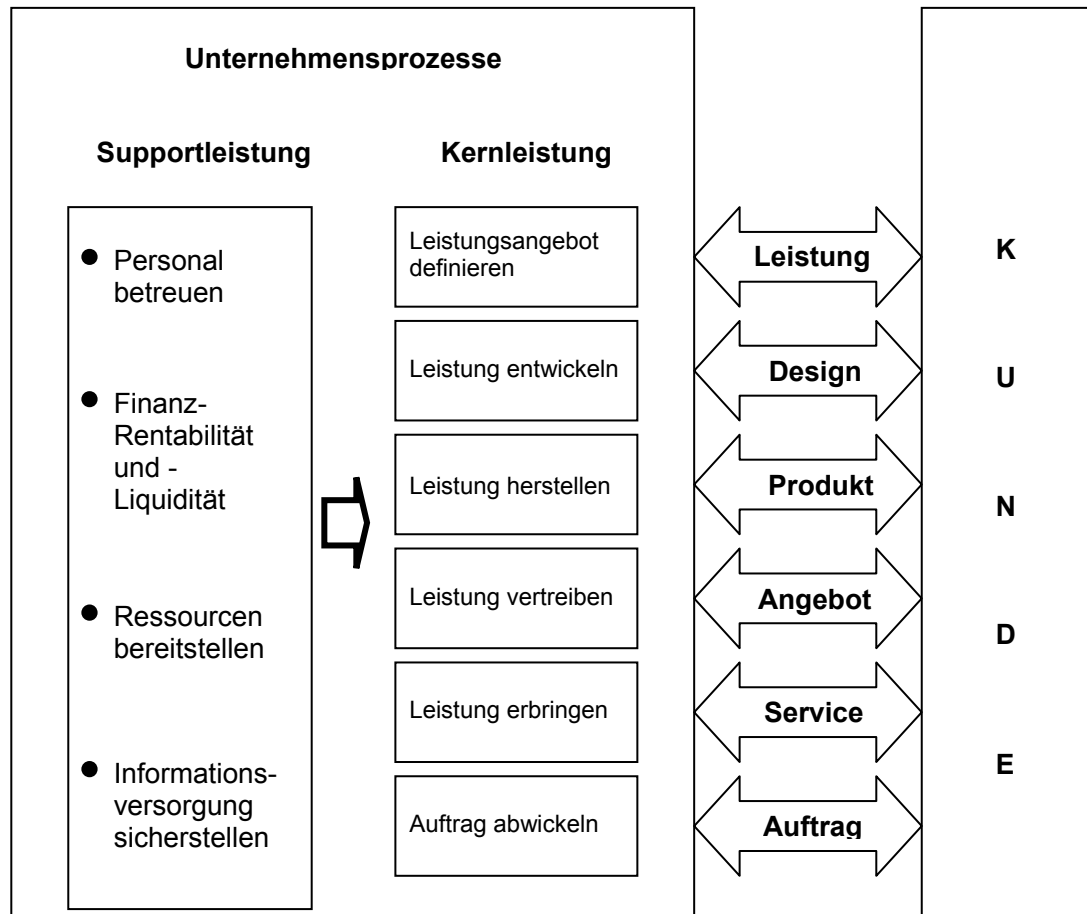 Unternehmensprozesse
Supportleistung
Kernleistung
● Personal
betreuen
● Finanz-
Rentabilität
und -
Liquidität
● Ressourcen
bereitstellen
● Informations-
versorgung
sicherstellen
Leistungsangebot
definieren
Leistung entwickeln
Leistung herstellen
Leistung vertreiben
Leistung erbringen
Auftrag abwickeln
Leistung
Design
Produkt
Angebot
Service
Auftrag
K
U
N
D
E